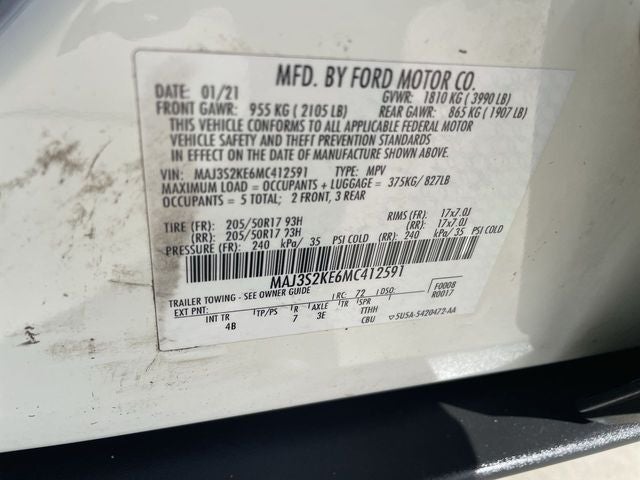 MFD. BY FORD MOTOR CO.
DATE: 01/21 GVWR: 1810 KG ( 3990 LB)
FRONT GAWR: 955 KG ( 2105 LB) REAR GAWR: 865 KG ( 1907 LB)
THIS VEHICLE CONFORMS TO ALL APPLICABLE FEDERAL MOTOR
VEHICLE SAFETY AND THEFT PREVENTION STANDARDS
IN EFFECT ON THE DATE OF MANUFACTURE SHOWN ABOVE.
VIN: MAJ3S2KE6MC412591 TYPE: MPV
MAXIMUM LOAD = OCCUPANTS + LUGGAGE = 375KG/ 827LB
OCCUPANTS = 5 TOTAL; 2 FRONT, 3 REAR
TIRE (FR): 205/50R17 93H RIMS (FR): 17x7.0J
(RR): 205/50R17 93H (RR): 17x7.0J
PRESSURE (FR): 240 kPa/ 35 PSI COLD (RR): 240 kPa/ 35 PSI COLD
MAJ3S2KE6MC412591
TRAILER TOWING - SEE OWNER GUIDE RC: 72 DSO: F0008
EXT PNT: R0017
INT TR TP/PS R AXLE TR SPR
4B 7 3E TTHH
CBU 5U5A-5420472-AA